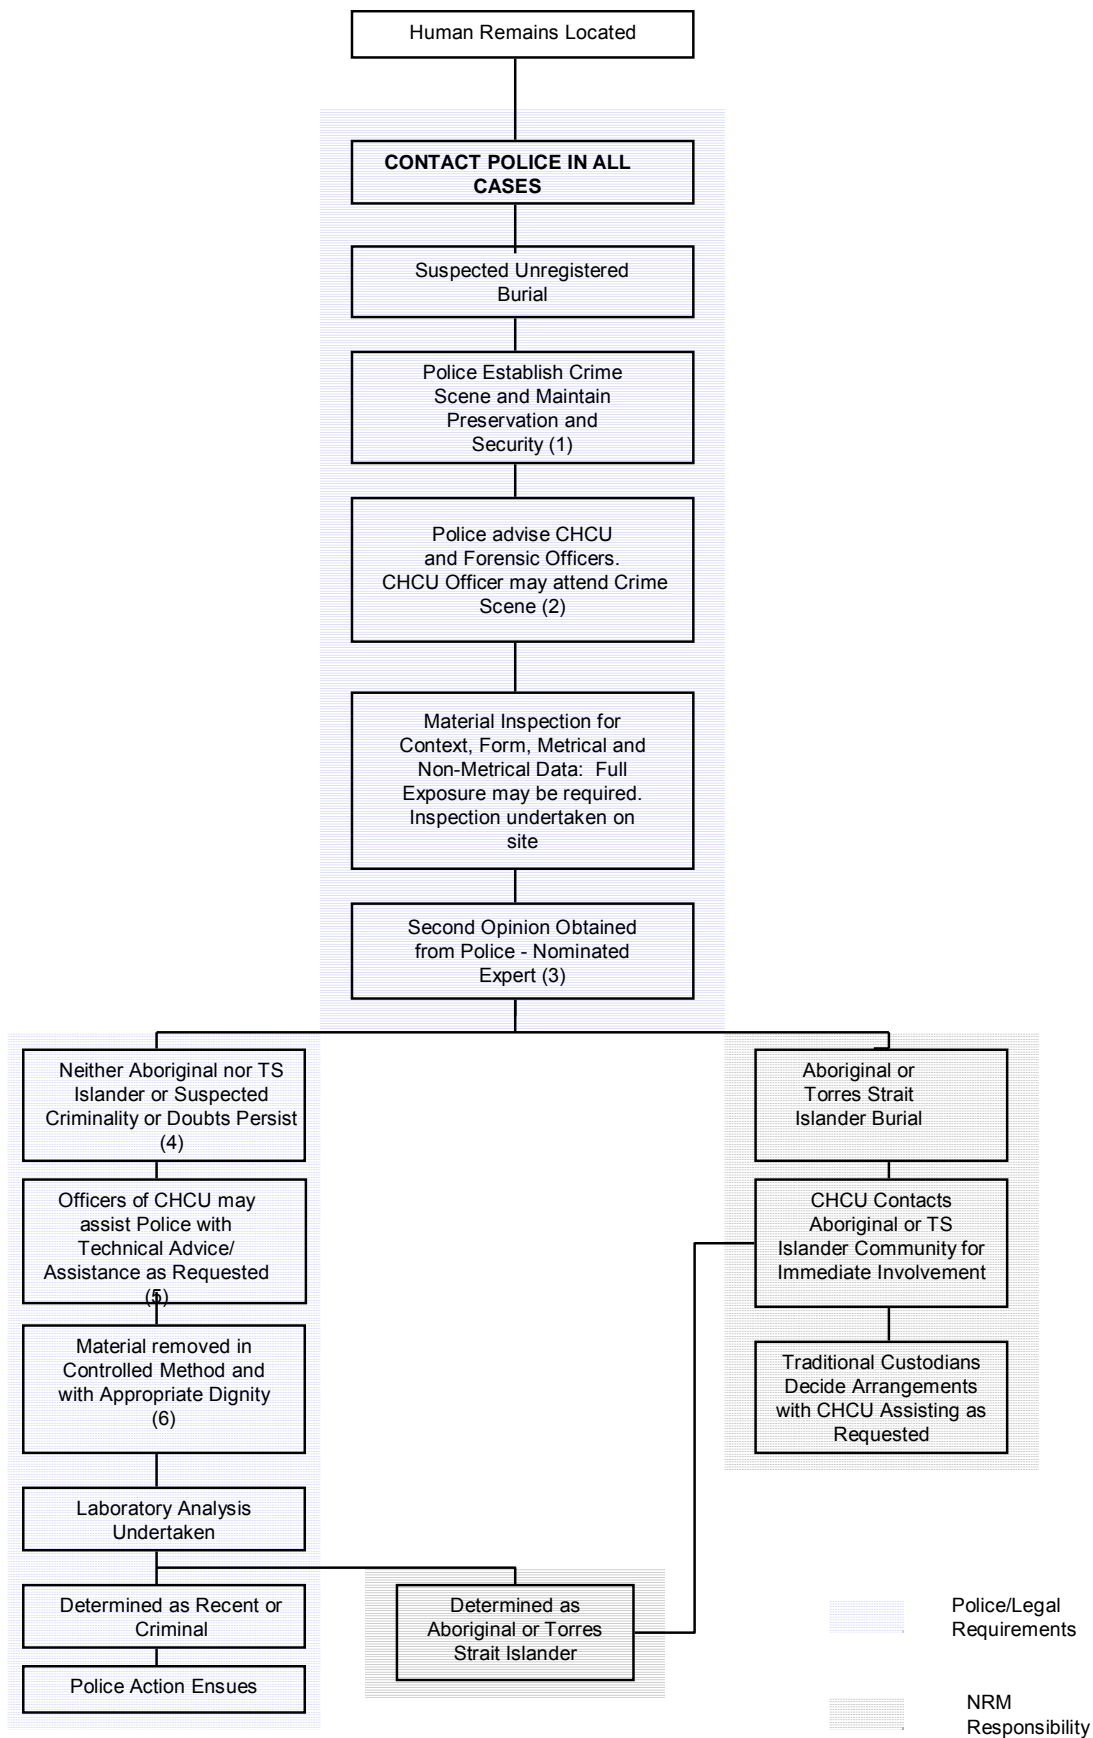 Human Remains Located
CONTACT POLICE IN ALL
CASES
Suspected Unregistered
Burial
Police Establish Crime
Scene and Maintain
Preservation and
Security (1)
Police advise CHCU
and Forensic Officers.
CHCU Officer may attend Crime
Scene (2)
Material Inspection for
Context, Form, Metrical and
Non-Metrical Data:  Full
Exposure may be required.
Inspection undertaken on
site
Second Opinion Obtained
from Police - Nominated
Expert (3)
Neither Aboriginal nor TS
Islander or Suspected
Criminality or Doubts Persist
(4)
Officers of CHCU may
assist Police with
Technical Advice/
Assistance as Requested
(5)
Material removed in
Controlled Method and
with Appropriate Dignity
(6)
Laboratory Analysis
Undertaken
Determined as Recent or
Criminal
Police Action Ensues
Determined as
Aboriginal or Torres
Strait Islander
Aboriginal or
Torres Strait
Islander Burial
CHCU Contacts
Aboriginal or TS
Islander Community for
Immediate Involvement
Traditional Custodians
Decide Arrangements
with CHCU Assisting as
Requested
Police/Legal
Requirements
NRM
Responsibility